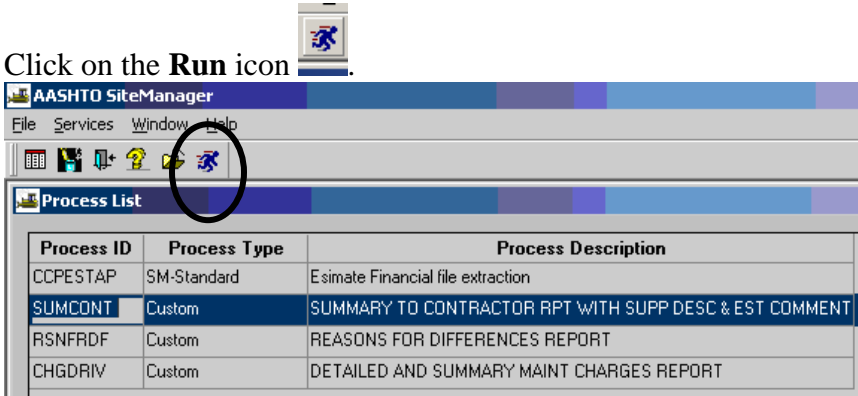 Click on the Run icon .
AASHTO SiteManager
File Services Window Help
Process List
Process ID Process Type Process Description
CCPESTAP SM-Standard Esimate Financial file extraction
SUMCONT Custom SUMMARY TO CONTRACTOR RPT WITH SUPP DESC & EST COMMENT
RSNFRDF Custom REASONS FOR DIFFERENCES REPORT
CHGDRIV Custom DETAILED AND SUMMARY MAINT CHARGES REPORT